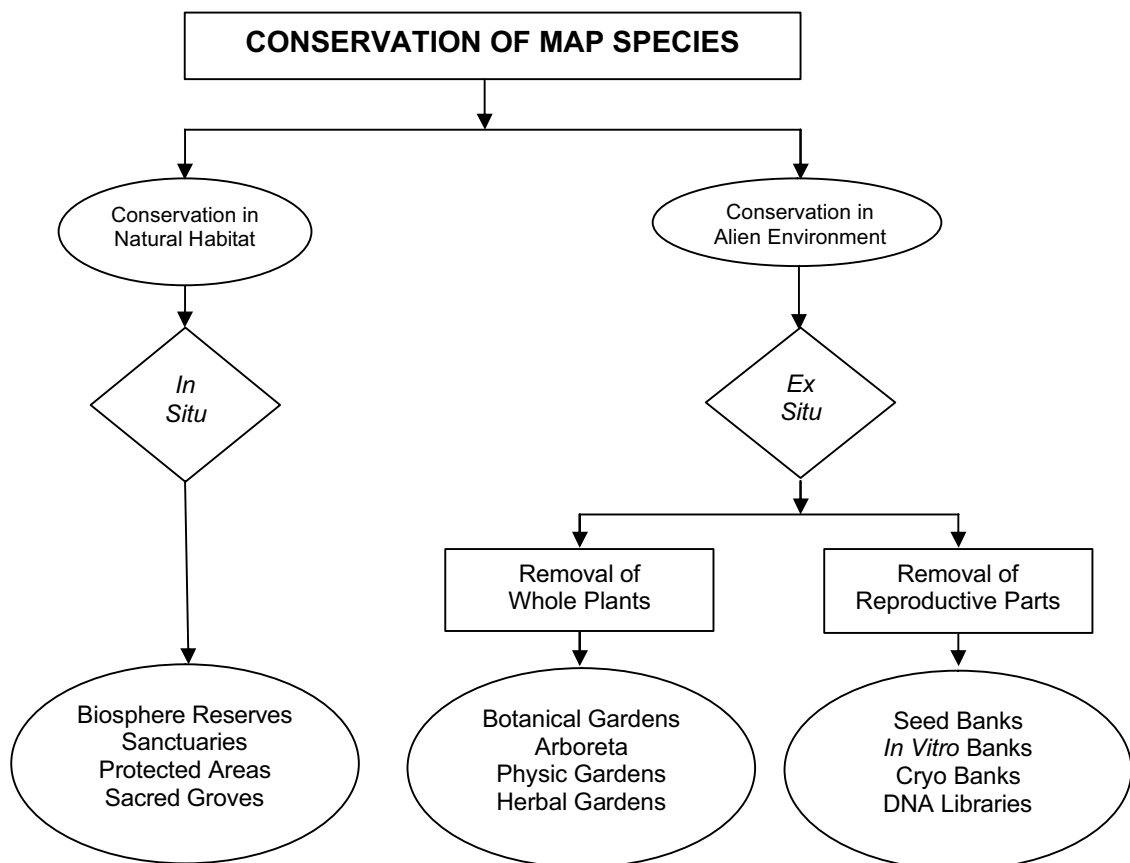 CONSERVATION OF MAP SPECIES
Conservation in
Natural Habitat
Conservation in
Alien Environment
In
Situ
Ex
Situ
Removal of
Whole Plants
Removal of
Reproductive Parts
Biosphere Reserves
Sanctuaries
Protected Areas
Sacred Groves
Botanical Gardens
Arboreta
Physic Gardens
Herbal Gardens
Seed Banks
In Vitro Banks
Cryo Banks
DNA Libraries